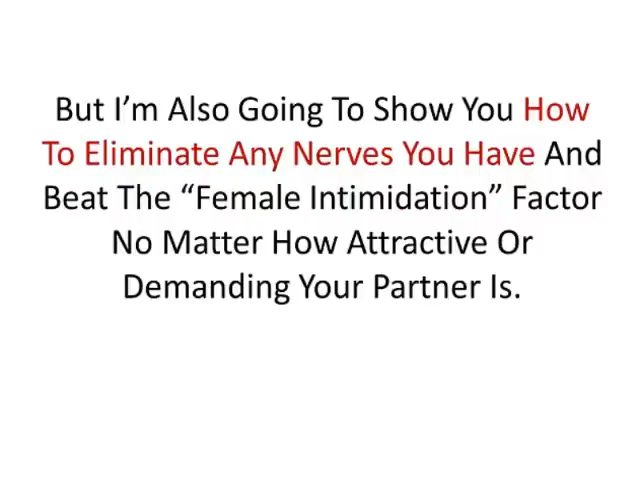 But I’m Also Going To Show You How
To Eliminate Any Nerves You Have And
Beat The “Female Intimidation” Factor
No Matter How Attractive Or
Demanding Your Partner Is.